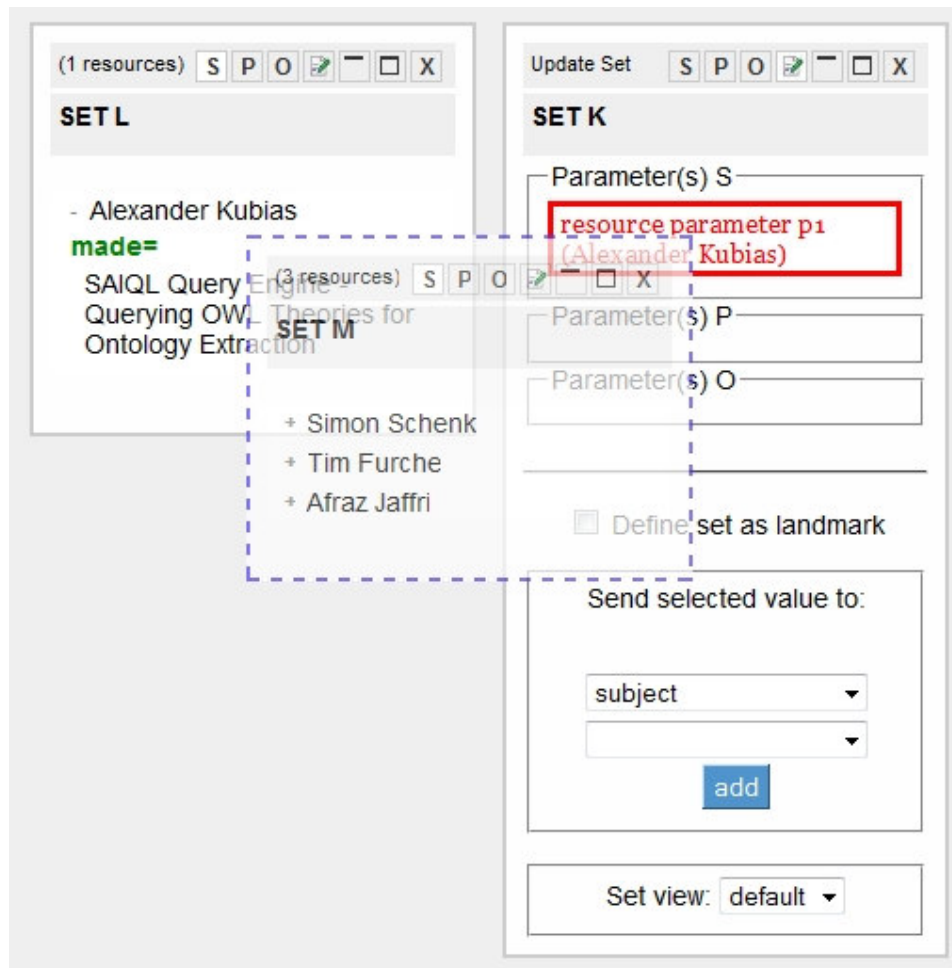 (1 resources) S P O X
SET L
- Alexander Kubias
made=
SAIQL Query Engine -
Querying OWL Theories for
Ontology Extraction
(3 resources) S P O X
SET M
+ Simon Schenk
+ Tim Furche
+ Afraz Jaffri
Update Set S P O X
SET K
Parameter(s) S
resource parameter p1
(Alexander Kubias)
Parameter(s) P
Parameter(s) O
Define set as landmark
Send selected value to:
subject
add
Set view: default